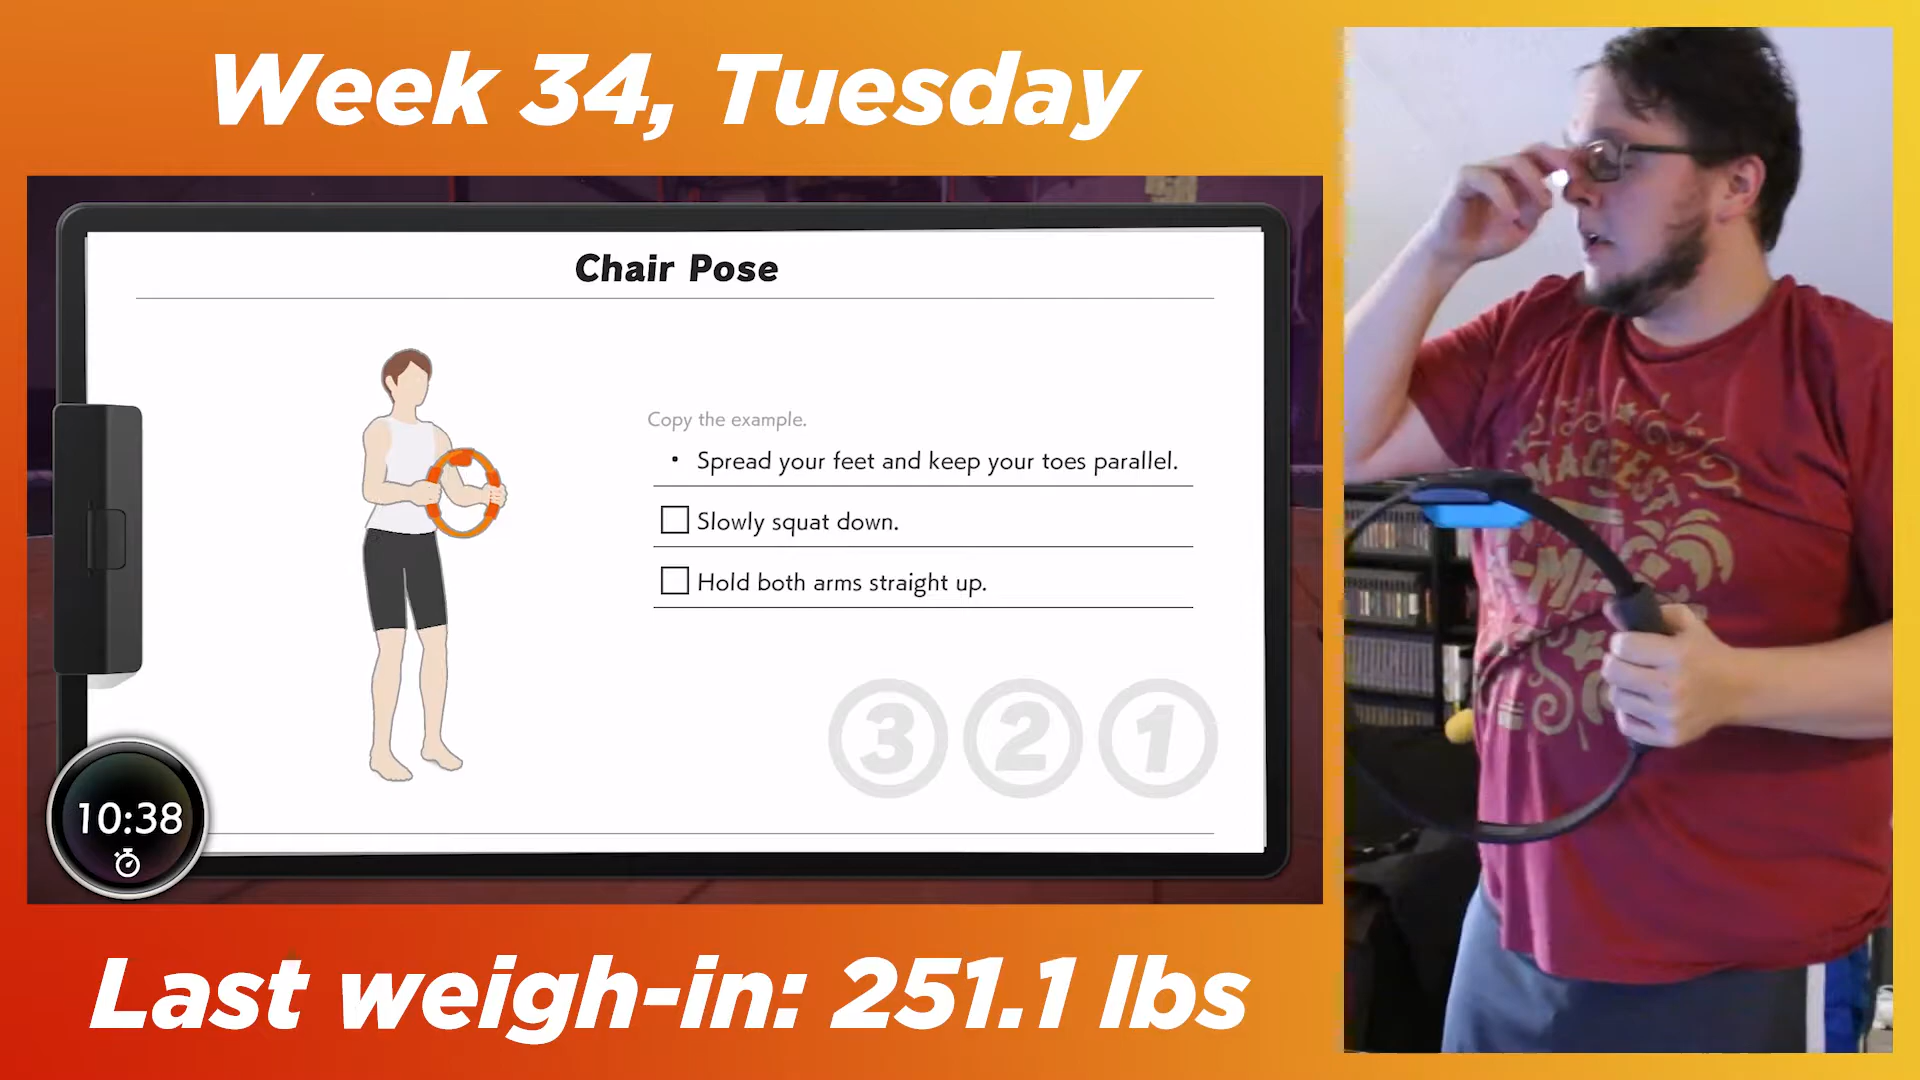 Week 34, Tuesday
Chair Pose
Copy the example.
• Spread your feet and keep your toes parallel.
Slowly squat down.
Hold both arms straight up.
3 2 1
10:38
Last weigh-in: 251.1 lbs
MAGFEST